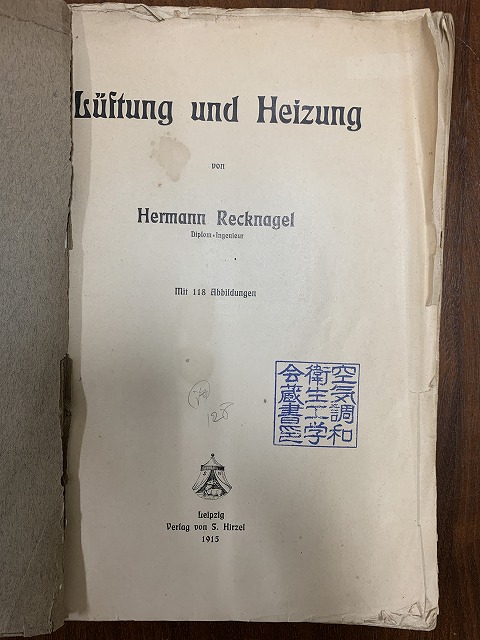 Lüftung und Heizung
von
Hermann Recknagel
Diplom-Ingenieur
Mit 118 Abbildungen
空気調和
衛生工学
会蔵書印
128
Leipzig
Verlag von S. Hirzel
1915